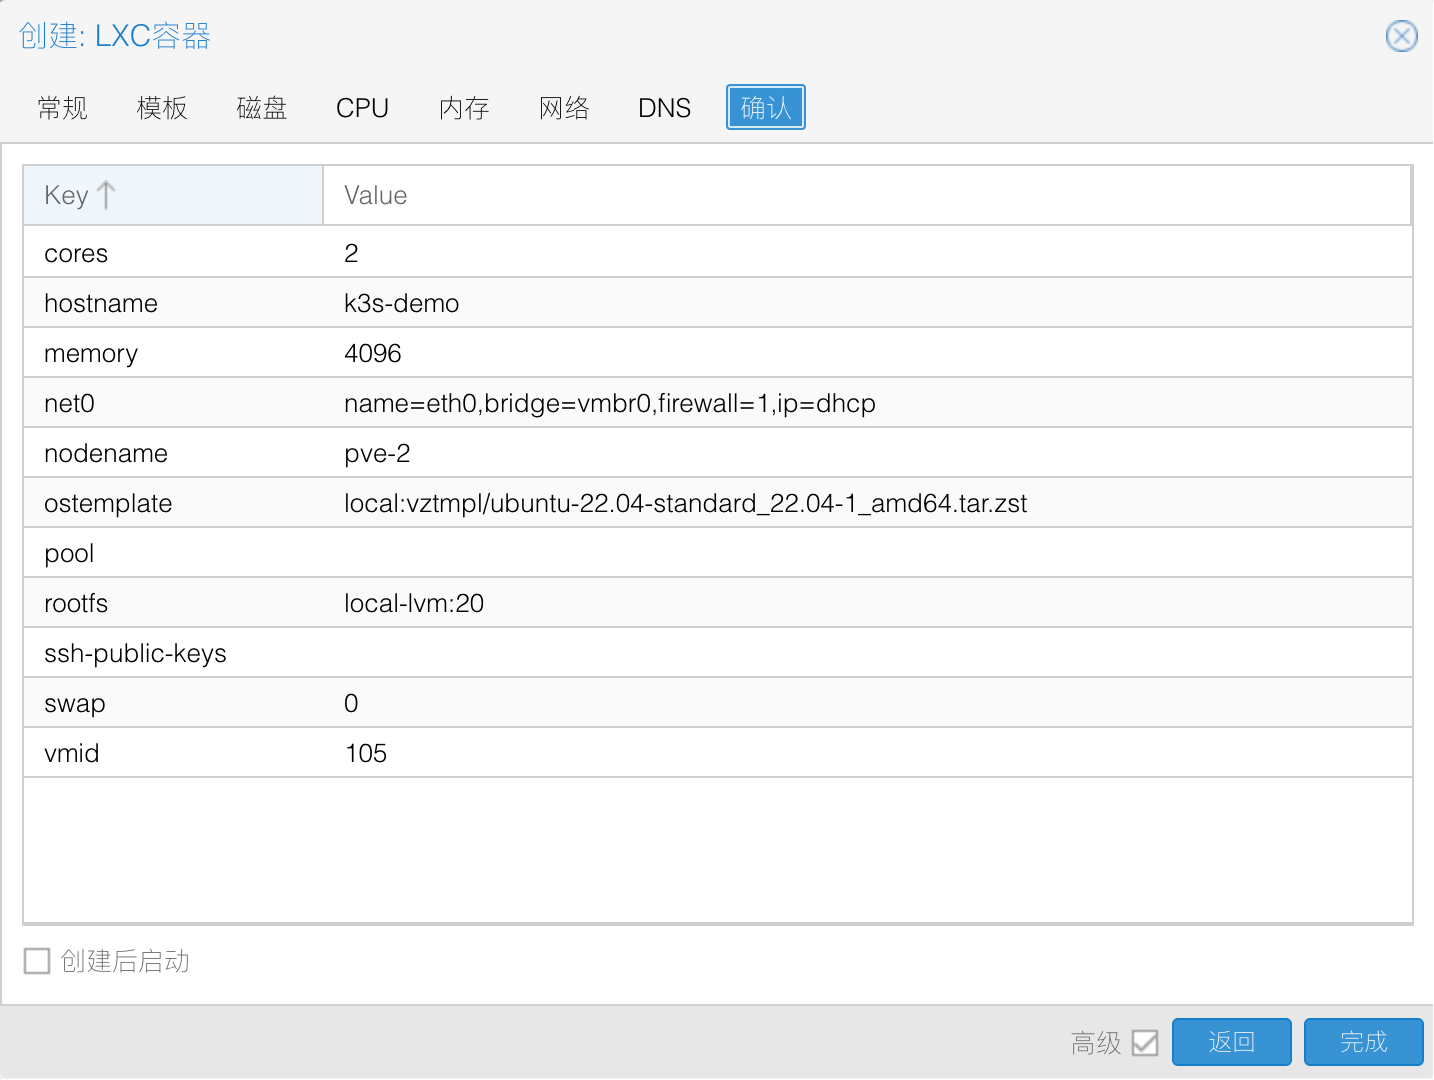 创建: LXC容器
常规 模板 磁盘 CPU 内存 网络 DNS 确认
Key Value
cores 2
hostname k3s-demo
memory 4096
net0 name=eth0,bridge=vmbr0,firewall=1,ip=dhcp
nodename pve-2
ostemplate local:vztmpl/ubuntu-22.04-standard_22.04-1_amd64.tar.zst
pool
rootfs local-lvm:20
ssh-public-keys
swap 0
vmid 105
创建后启动
高级 返回 完成